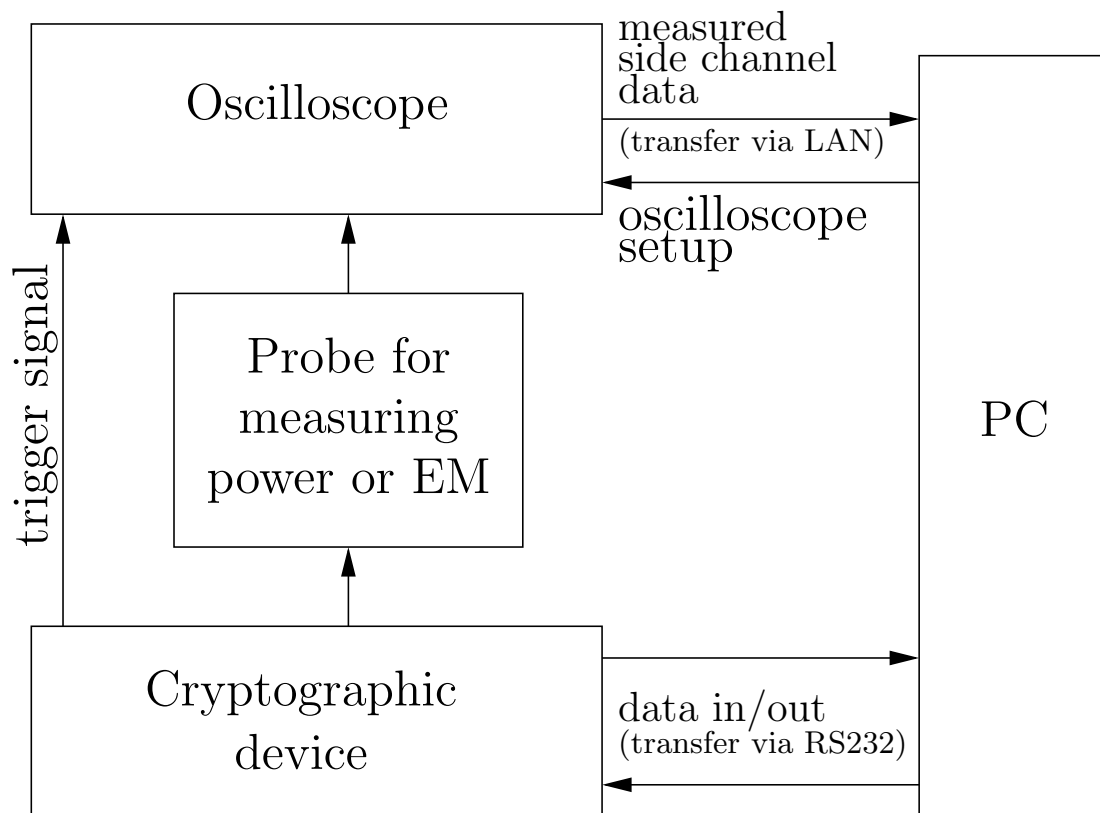 Oscilloscope
measured
side channel
data
(transfer via LAN)
oscilloscope
setup
trigger signal
Probe for
measuring
power or EM
PC
Cryptographic
device
data in/out
(transfer via RS232)